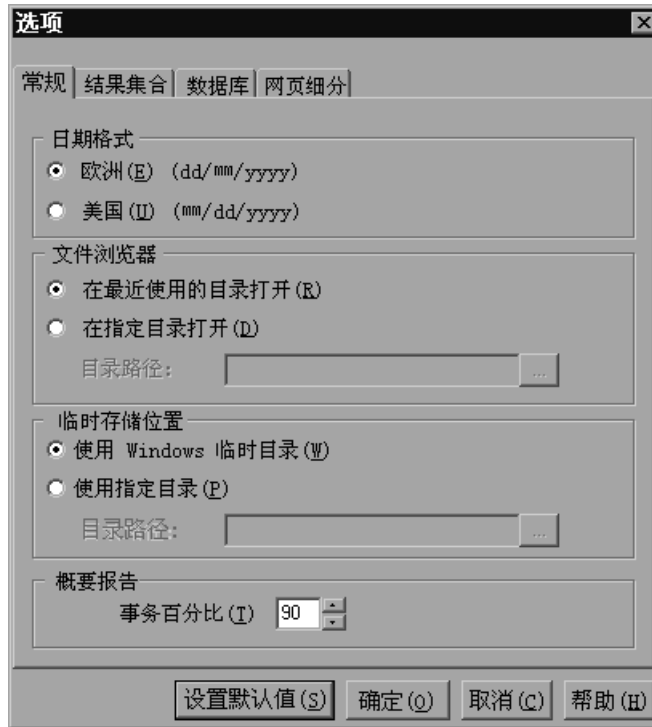 选项
常规 结果集合 数据库 网页细分
日期格式
欧洲(E) (dd/mm/yyyy)
美国(U) (mm/dd/yyyy)
文件浏览器
在最近使用的目录打开(R)
在指定目录打开(D)
目录路径:
...
临时存储位置
使用 Windows 临时目录(W)
使用指定目录(P)
目录路径:
...
概要报告
事务百分比(T) 90
设置默认值(S) 确定(O) 取消(C) 帮助(H)